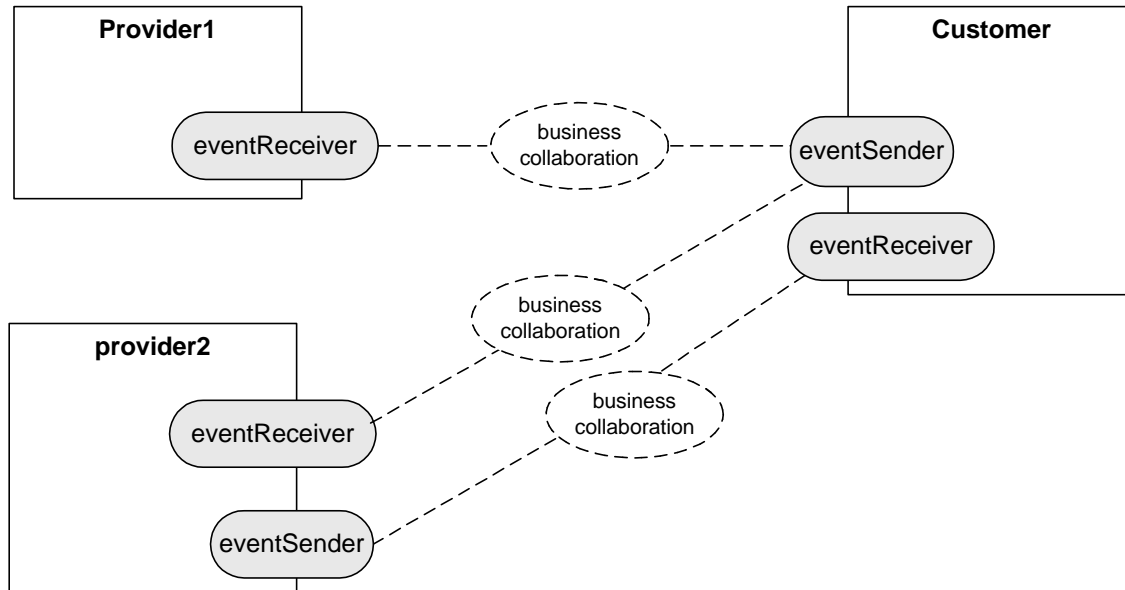 Provider1
Customer
eventReceiver
business
collaboration
eventSender
eventReceiver
business
collaboration
provider2
business
collaboration
eventReceiver
eventSender